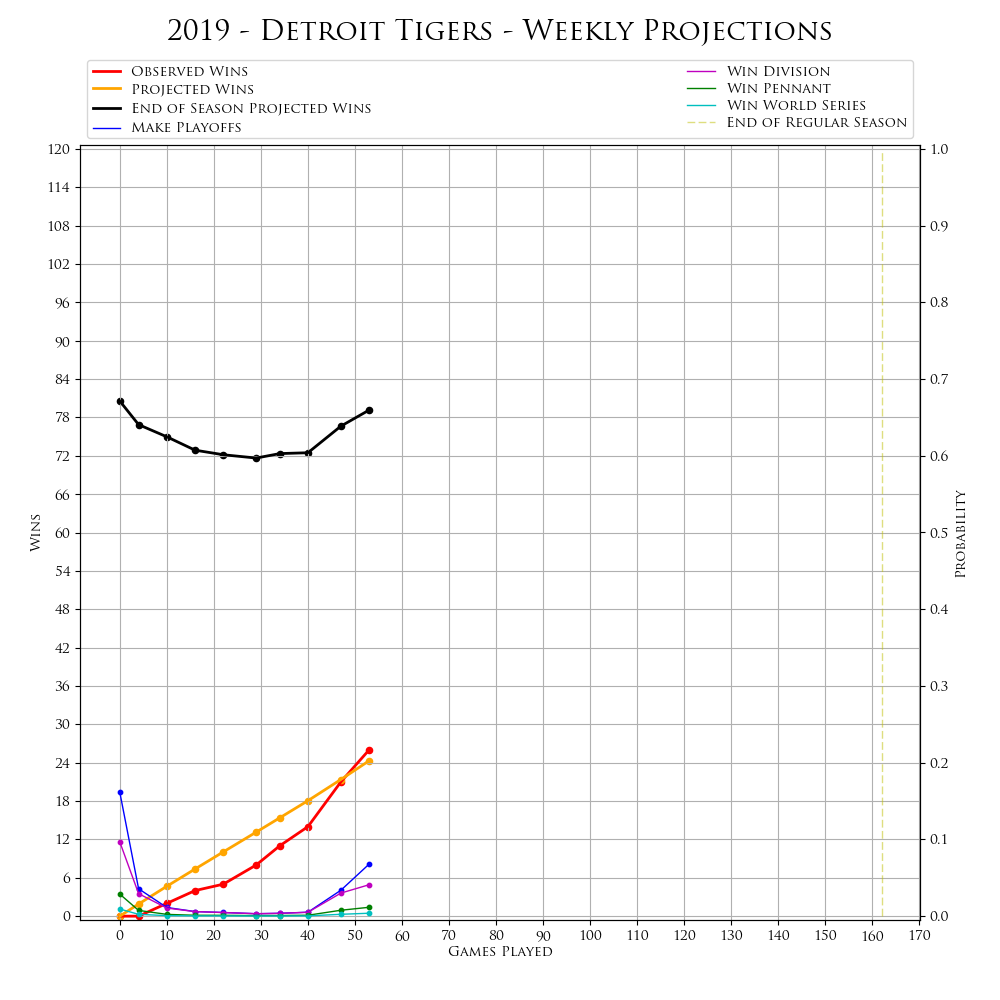 2019 - Detroit Tigers - Weekly Projections
Observed Wins
Projected Wins
End of Season Projected Wins
Make Playoffs
Win Division
Win Pennant
Win World Series
End of Regular Season
120
114
108
102
96
90
84
78
72
66
60
54
48
42
36
30
24
18
12
6
0
Wins
1.0
0.9
0.8
0.7
0.6
0.5
0.4
0.3
0.2
0.1
0.0
Probability
0 10 20 30 40 50 60 70 80 90 100 110 120 130 140 150 160 170
Games Played